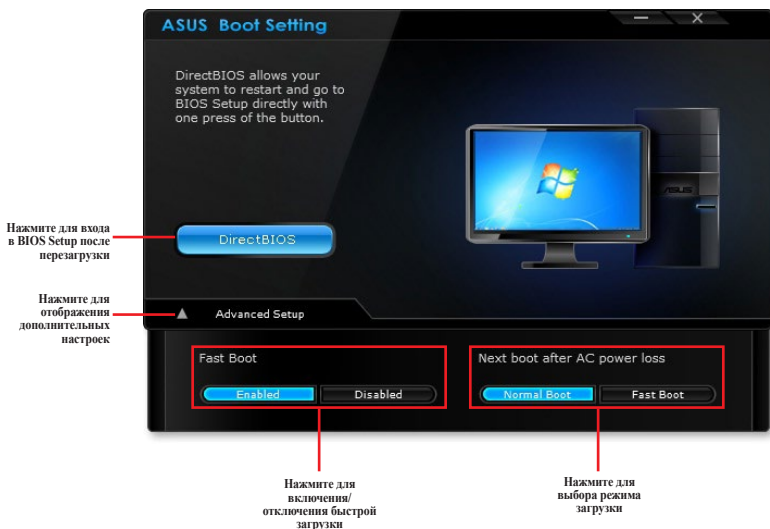 ASUS Boot Setting
DirectBIOS allows your
system to restart and go to
BIOS Setup directly with
one press of the button.
ASUS
Нажмите для входа
в BIOS Setup после
перезагрузки
DirectBIOS
Нажмите для
отображения
дополнительных
настроек
Advanced Setup
Fast Boot
Enabled Disabled
Next boot after AC power loss
Normal Boot Fast Boot
Нажмите для
включения/
отключения быстрой
загрузки
Нажмите для
выбора режима
загрузки